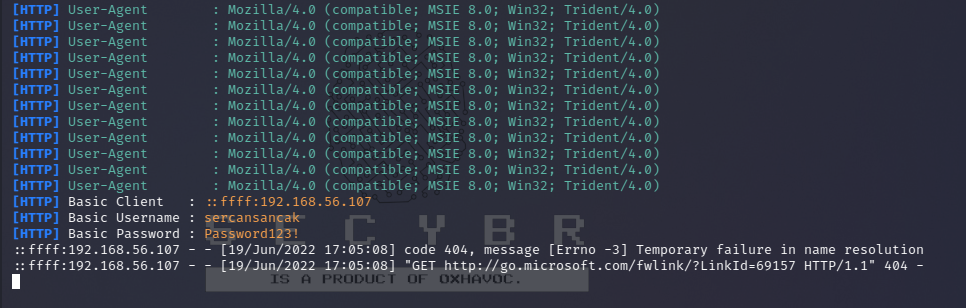 [HTTP] User-Agent : Mozilla/4.0 (compatible; MSIE 8.0; Win32; Trident/4.0)
[HTTP] User-Agent : Mozilla/4.0 (compatible; MSIE 8.0; Win32; Trident/4.0)
[HTTP] User-Agent : Mozilla/4.0 (compatible; MSIE 8.0; Win32; Trident/4.0)
[HTTP] User-Agent : Mozilla/4.0 (compatible; MSIE 8.0; Win32; Trident/4.0)
[HTTP] User-Agent : Mozilla/4.0 (compatible; MSIE 8.0; Win32; Trident/4.0)
[HTTP] User-Agent : Mozilla/4.0 (compatible; MSIE 8.0; Win32; Trident/4.0)
[HTTP] User-Agent : Mozilla/4.0 (compatible; MSIE 8.0; Win32; Trident/4.0)
[HTTP] User-Agent : Mozilla/4.0 (compatible; MSIE 8.0; Win32; Trident/4.0)
[HTTP] User-Agent : Mozilla/4.0 (compatible; MSIE 8.0; Win32; Trident/4.0)
[HTTP] User-Agent : Mozilla/4.0 (compatible; MSIE 8.0; Win32; Trident/4.0)
[HTTP] User-Agent : Mozilla/4.0 (compatible; MSIE 8.0; Win32; Trident/4.0)
[HTTP] User-Agent : Mozilla/4.0 (compatible; MSIE 8.0; Win32; Trident/4.0)
[HTTP] Basic Client : ::ffff:192.168.56.107
[HTTP] Basic Username : sercansancak
[HTTP] Basic Password : Password123!
SECYBR
::ffff:192.168.56.107 - - [19/Jun/2022 17:05:08] code 404, message [Errno -3] Temporary failure in name resolution
::ffff:192.168.56.107 - - [19/Jun/2022 17:05:08] "GET http://go.microsoft.com/fwlink/?LinkId=69157 HTTP/1.1" 404 -
IS A PRODUCT OF 0XHAVOC.